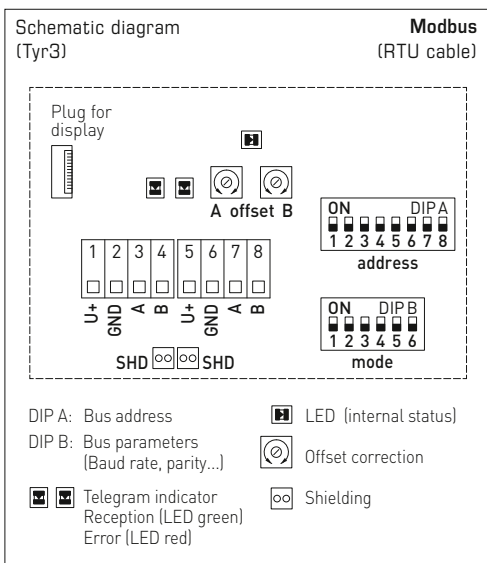 Schematic diagram
(Tyr3)
Modbus
(RTU cable)
Plug for
display
A offset B
ON DIP A
1 2 3 4 5 6 7 8
address
1 2 3 4 5 6 7 8
U+ GND A B U+ GND A B
ON DIP B
1 2 3 4 5 6
mode
SHD SHD
DIP A: Bus address
DIP B: Bus parameters
(Baud rate, parity...)
Telegram indicator
Reception (LED green)
Error (LED red)
LED (internal status)
Offset correction
Shielding